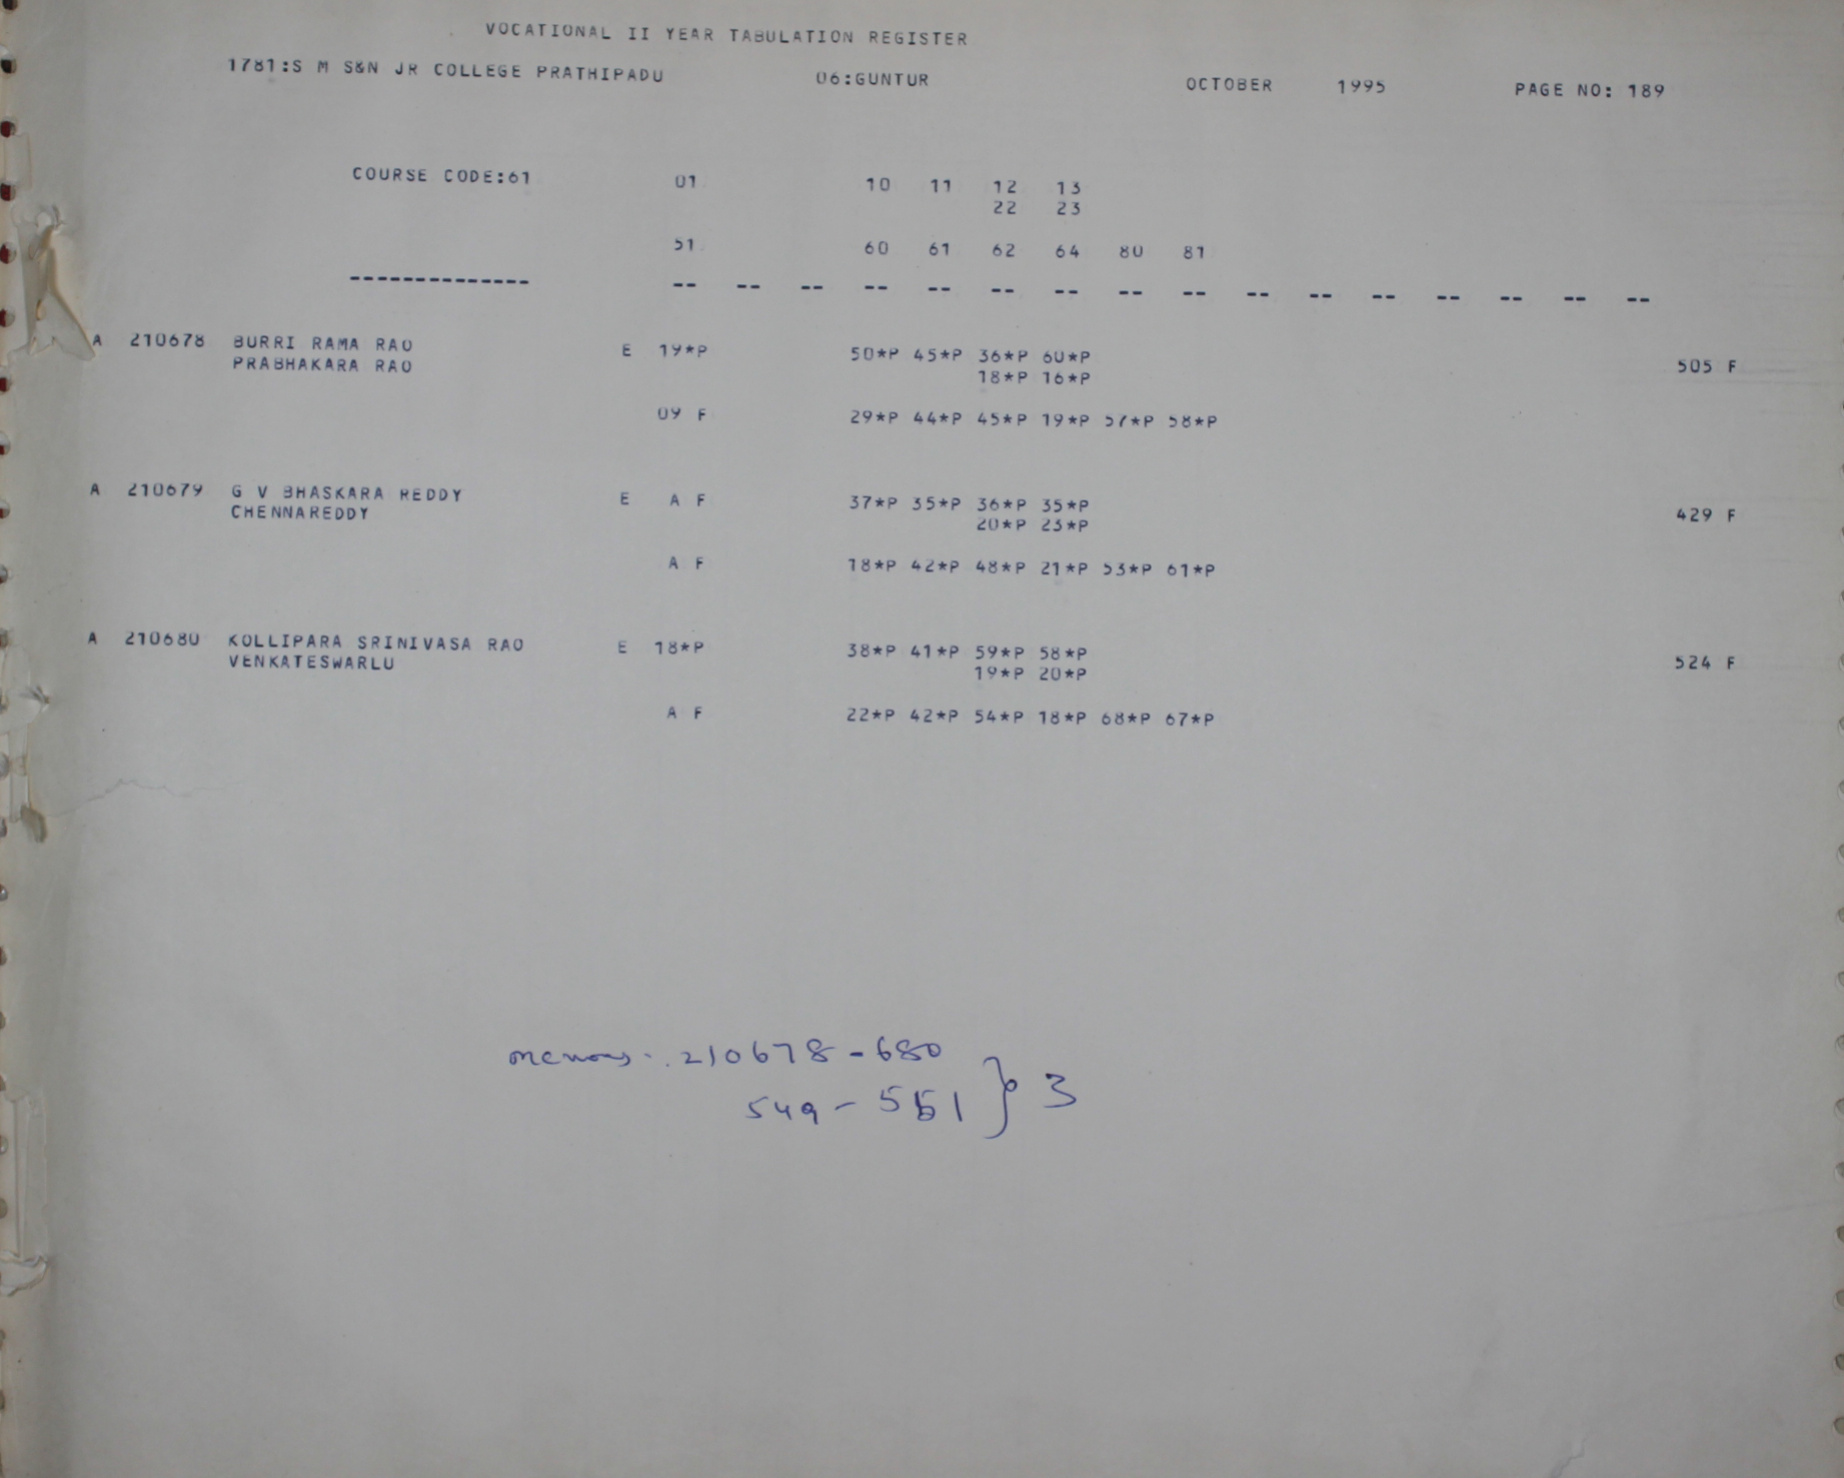 VOCATIONAL II YEAR TABULATION REGISTER
1781:S M S&N JR COLLEGE PRATHIPADU 06:GUNTUR OCTOBER 1995 PAGE NO: 189
COURSE CODE:61 01 10 11 12 13
22 23
51 60 61 62 64 80 81
-------------- -- -- -- -- -- -- -- -- -- -- -- -- -- -- -- --
A 210678 BURRI RAMA RAO E 19*P 50*P 45*P 36*P 60*P
PRABHAKARA RAO 18*P 16*P 505 F
09 F 29*P 44*P 45*P 19*P 57*P 58*P
A 210679 G V BHASKARA REDDY E A F 37*P 35*P 36*P 35*P
CHENNAREDDY 20*P 23*P 429 F
A F 18*P 42*P 48*P 21*P 53*P 61*P
A 210680 KOLLIPARA SRINIVASA RAO E 18*P 38*P 41*P 59*P 58*P
VENKATESWARLU 19*P 20*P 524 F
A F 22*P 42*P 54*P 18*P 68*P 67*P
memos :. 210678-680
549-551 } 3